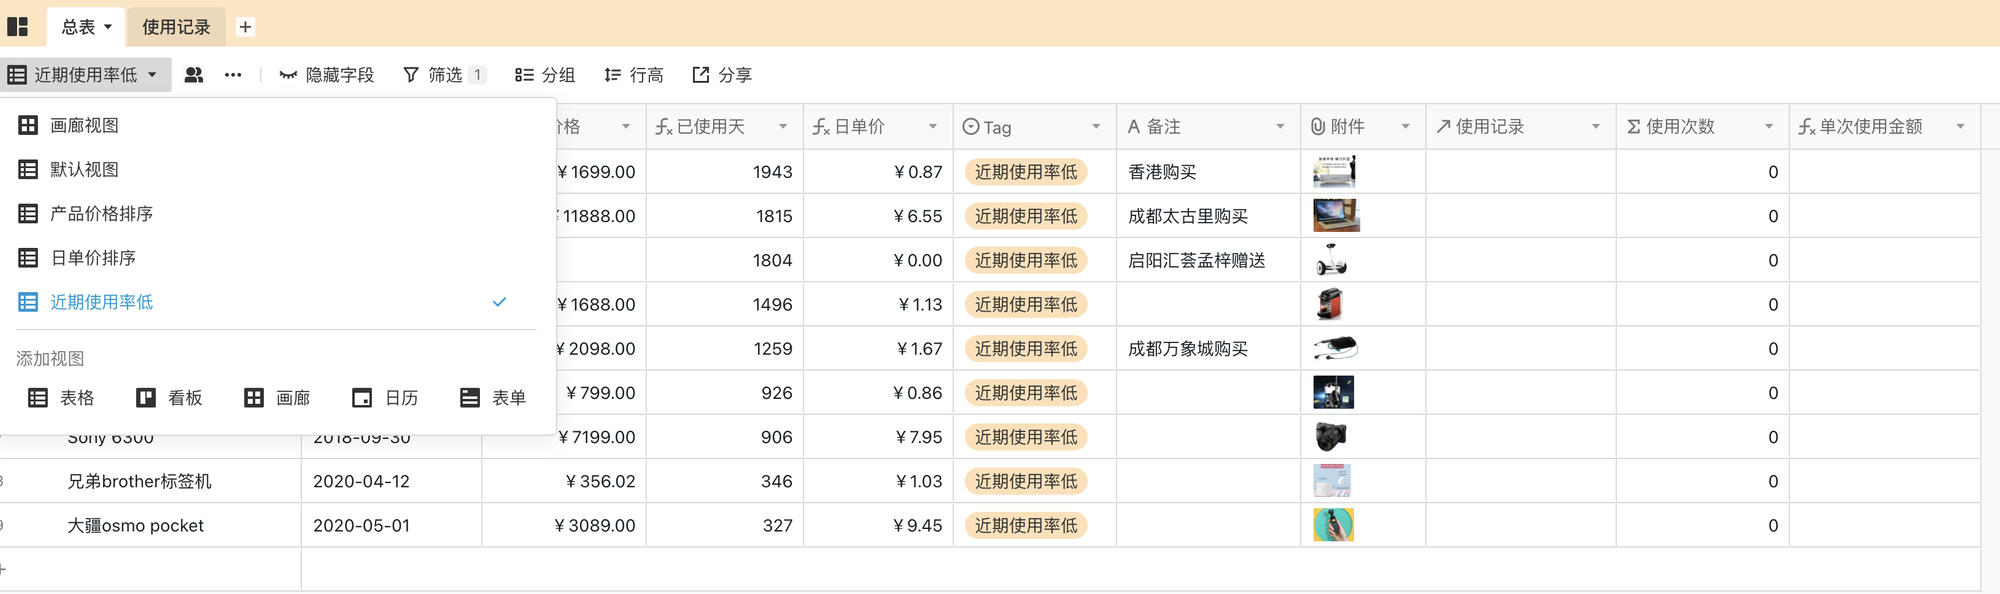 总表 使用记录 +
近期使用率低 ••• 隐藏字段 筛选 1 分组 行高 分享
画廊视图
默认视图
产品价格排序
日单价排序
近期使用率低
添加视图
表格 看板 画廊 日历 表单
价格 fx 已使用天 fx 日单价 Tag A 备注 附件 使用记录 Σ 使用次数 fx 单次使用金额
¥1699.00 1943 ¥0.87 近期使用率低 香港购买 0
¥11888.00 1815 ¥6.55 近期使用率低 成都太古里购买 0
1804 ¥0.00 近期使用率低 启阳汇荟孟梓赠送 0
¥1688.00 1496 ¥1.13 近期使用率低 0
¥2098.00 1259 ¥1.67 近期使用率低 成都万象城购买 0
¥799.00 926 ¥0.86 近期使用率低 0
Sony 6300 2018-09-30 ¥7199.00 906 ¥7.95 近期使用率低 0
兄弟brother标签机 2020-04-12 ¥356.02 346 ¥1.03 近期使用率低 0
大疆osmo pocket 2020-05-01 ¥3089.00 327 ¥9.45 近期使用率低 0